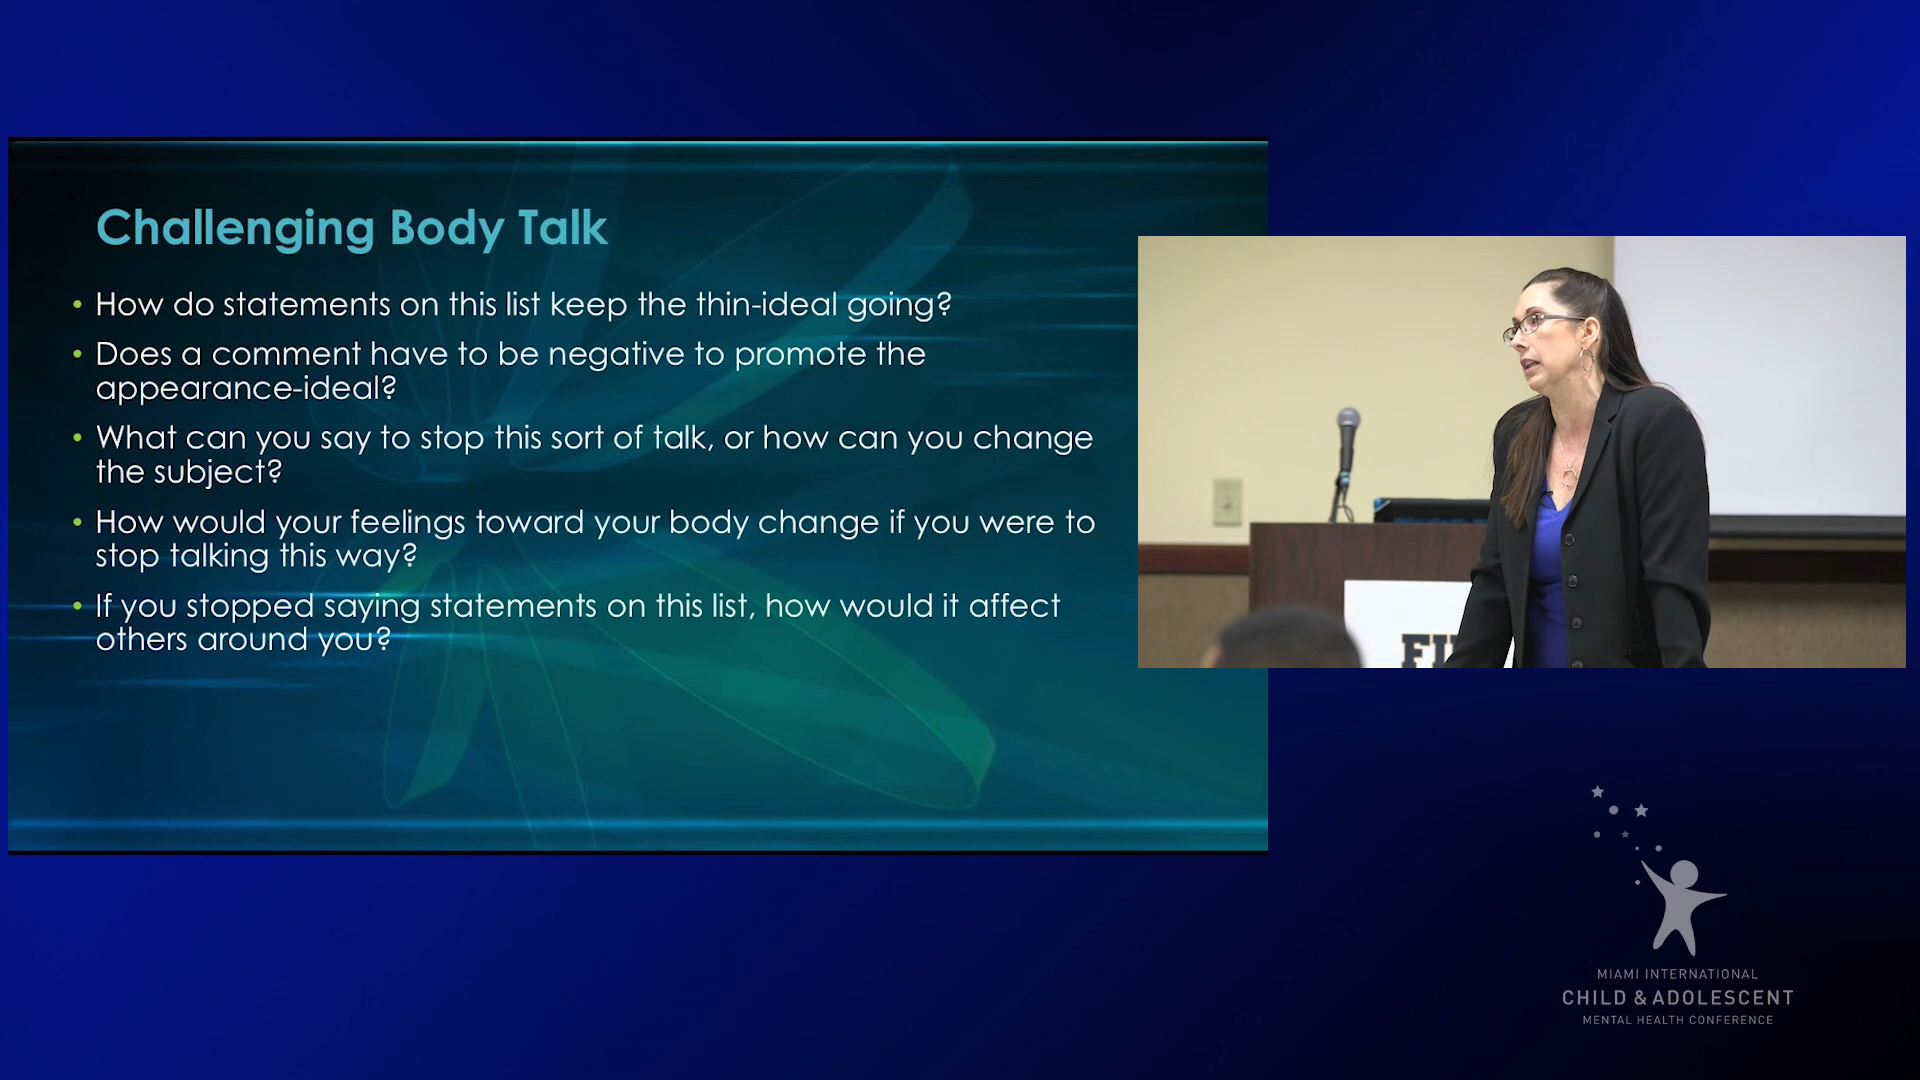 Challenging Body Talk
• How do statements on this list keep the thin-ideal going?
• Does a comment have to be negative to promote the
appearance-ideal?
• What can you say to stop this sort of talk, or how can you change
the subject?
• How would your feelings toward your body change if you were to
stop talking this way?
• If you stopped saying statements on this list, how would it affect
others around you?
MIAMI INTERNATIONAL
CHILD & ADOLESCENT
MENTAL HEALTH CONFERENCE